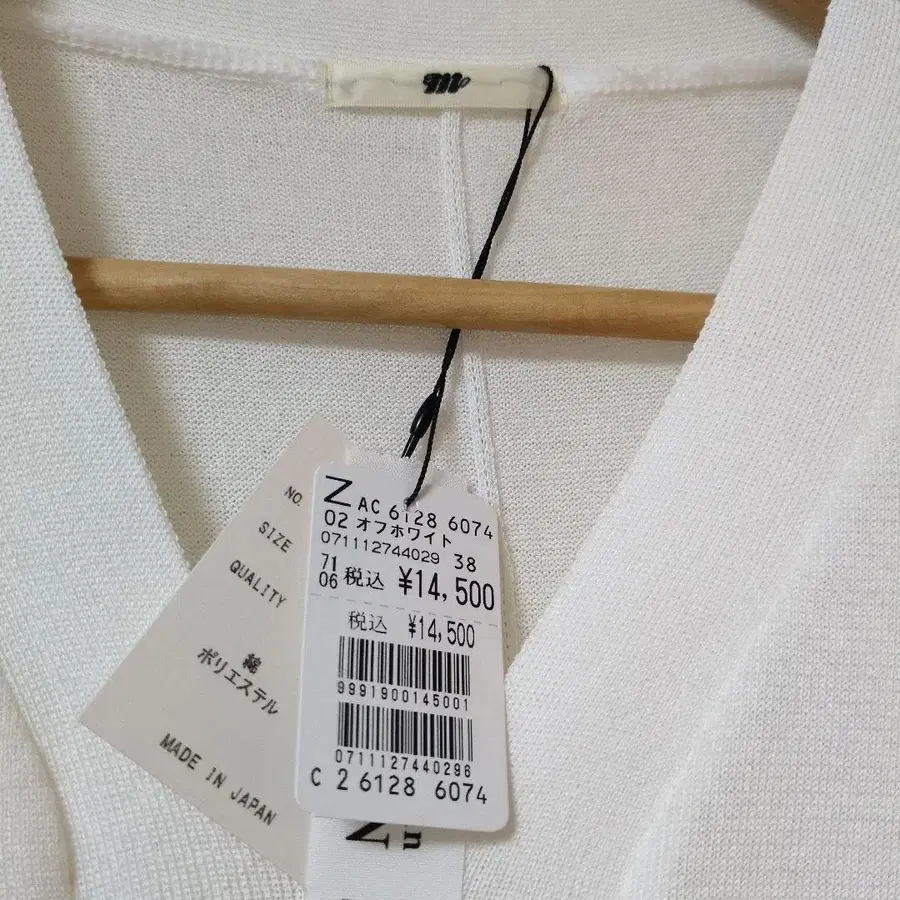 m
Z AC 6128 6074
02 オフホワイト
071112744029 38
71
06 税込 ¥14,500
税込 ¥14,500
9991900145001
0711127440296
C 2 6128 6074
NO.
SIZE
QUALITY
綿
ポリエステル
MADE IN JAPAN
Z